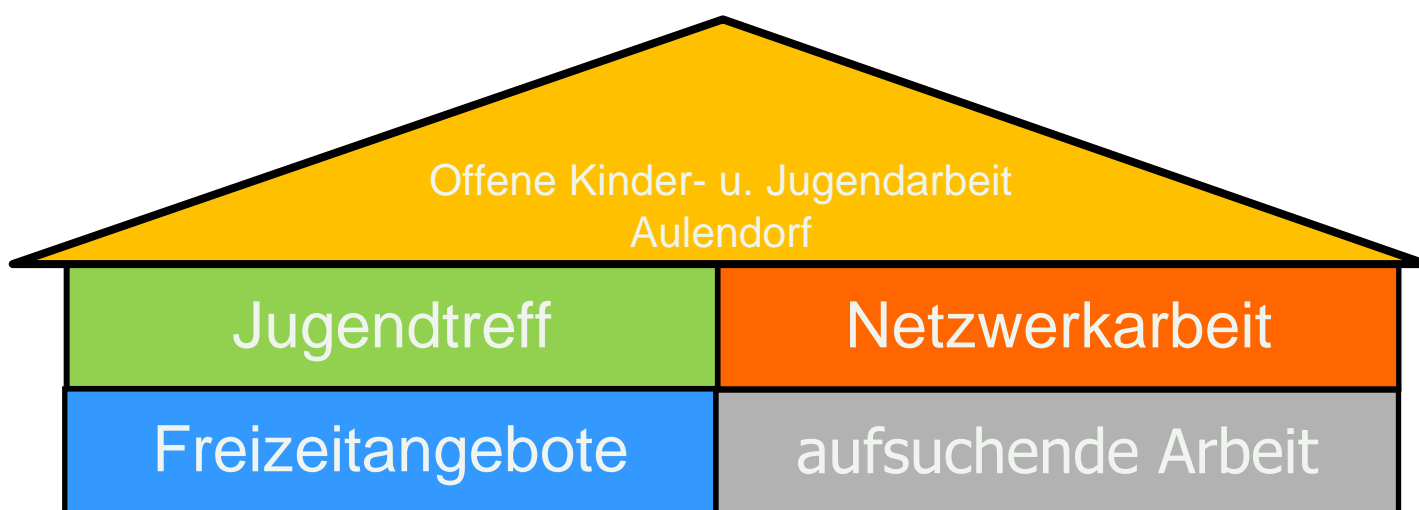 Offene Kinder- u. Jugendarbeit
Aulendorf
Jugendtreff
Netzwerkarbeit
Freizeitangebote
aufsuchende Arbeit